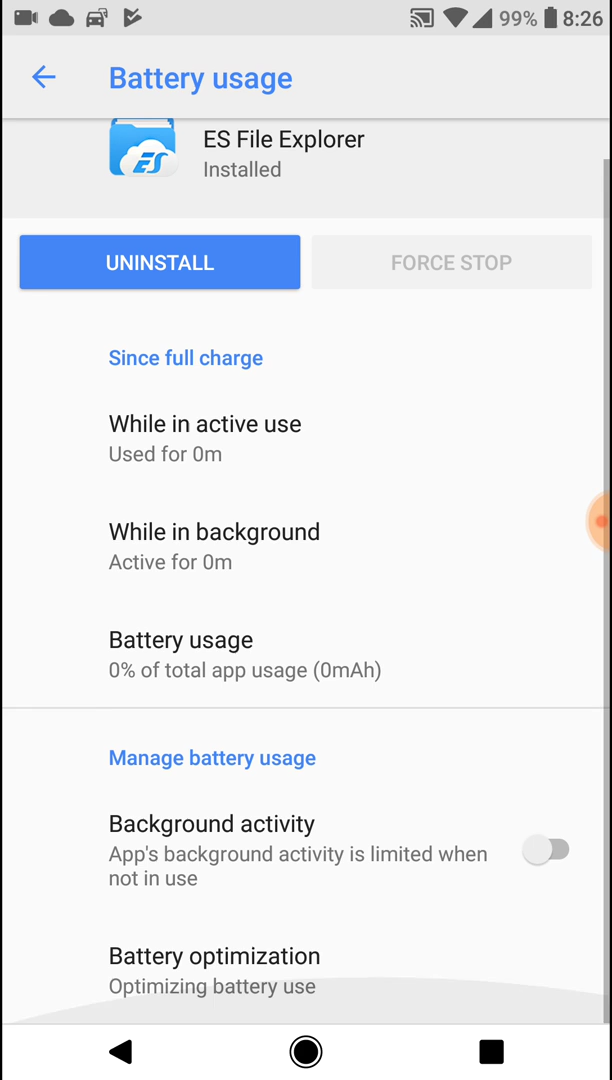 99% 8:26
Battery usage
ES File Explorer
ES
Installed
UNINSTALL FORCE STOP
Since full charge
While in active use
Used for 0m
While in background
Active for 0m
Battery usage
0% of total app usage (0mAh)
Manage battery usage
Background activity
App's background activity is limited when
not in use
Battery optimization
Optimizing battery use